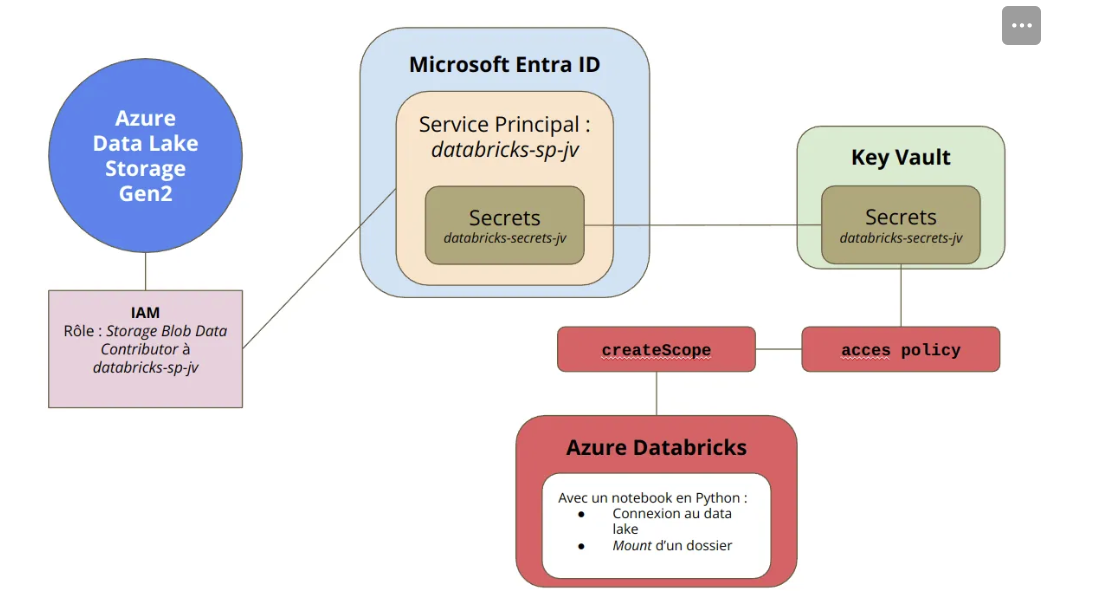 Azure
Data Lake
Storage
Gen2
IAM
Rôle : Storage Blob Data
Contributor à
databricks-sp-jv
Microsoft Entra ID
Service Principal :
databricks-sp-jv
Secrets
databricks-secrets-jv
Key Vault
Secrets
databricks-secrets-jv
createScope
acces policy
Azure Databricks
Avec un notebook en Python :
● Connexion au data
lake
● Mount d’un dossier